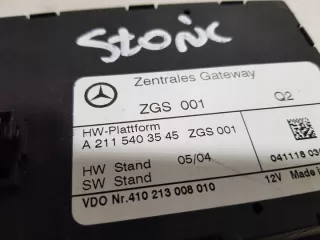 Zentrales Gateway
ZGS 001 Q2
HW-Plattform
A 211 540 35 45 ZGS 001
HW Stand 05/04
SW Stand
041118
12V Made in
VDO Nr.410 213 008 010